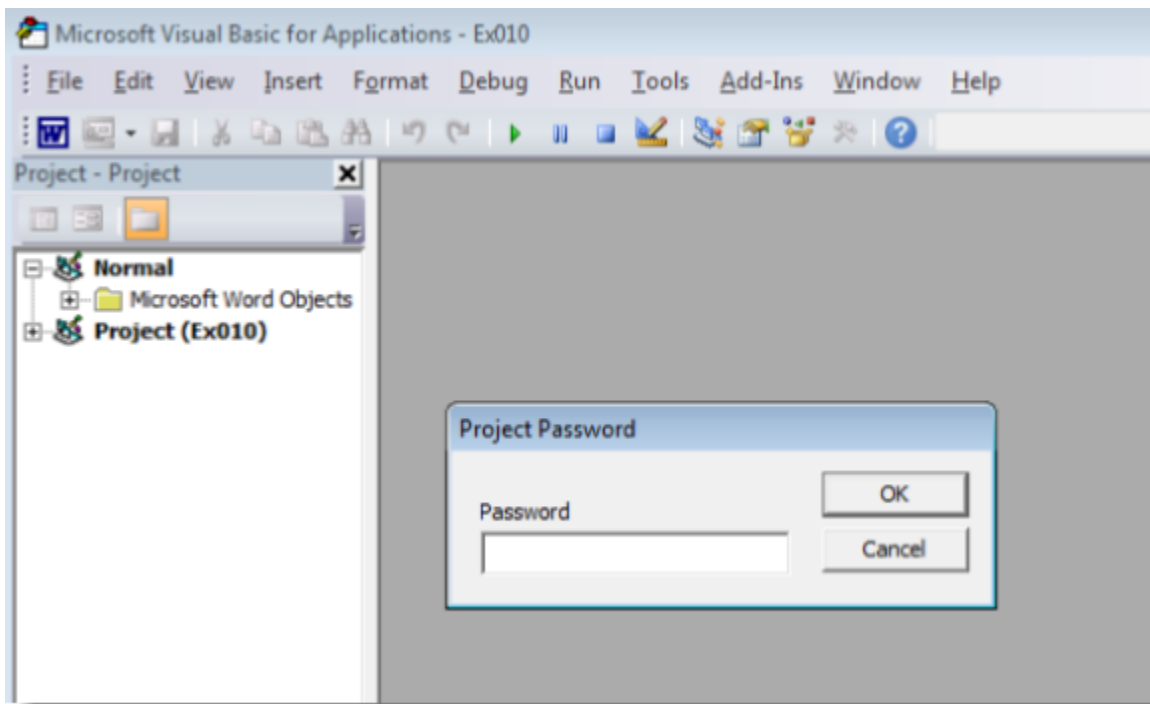 Microsoft Visual Basic for Applications - Ex010
File Edit View Insert Format Debug Run Tools Add-Ins Window Help
Project - Project
Normal
Microsoft Word Objects
Project (Ex010)
Project Password
OK
Password
Cancel